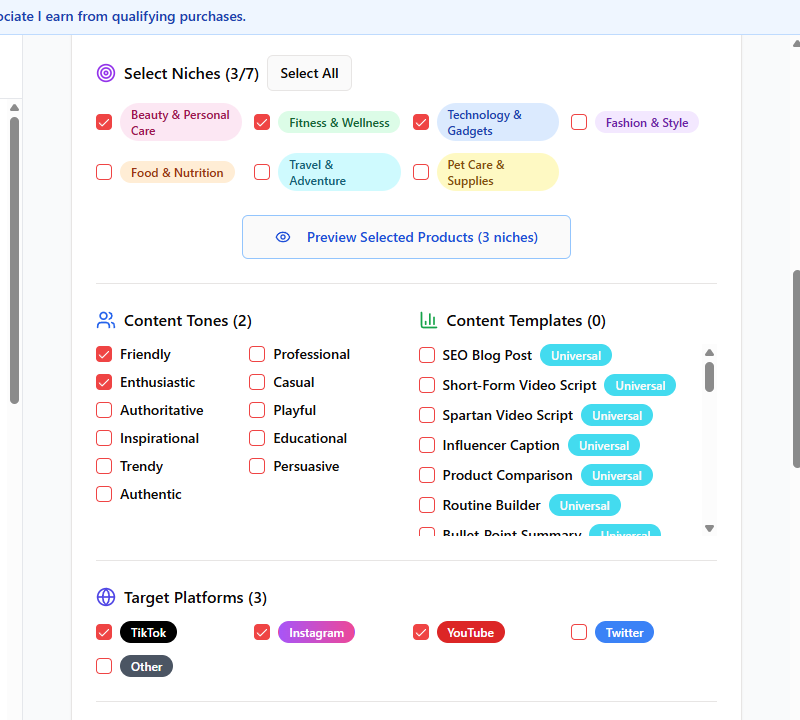 ociate I earn from qualifying purchases.
Select Niches (3/7)
Select All
Beauty & Personal
Care
Fitness & Wellness
Technology &
Gadgets
Fashion & Style
Food & Nutrition
Travel &
Adventure
Pet Care &
Supplies
Preview Selected Products (3 niches)
Content Tones (2)
Friendly
Professional
Enthusiastic
Casual
Authoritative
Playful
Inspirational
Educational
Trendy
Persuasive
Authentic
Content Templates (0)
SEO Blog Post Universal
Short-Form Video Script Universal
Spartan Video Script Universal
Influencer Caption Universal
Product Comparison Universal
Routine Builder Universal
Bullet-Point Summary Universal
Target Platforms (3)
TikTok
Instagram
YouTube
Twitter
Other